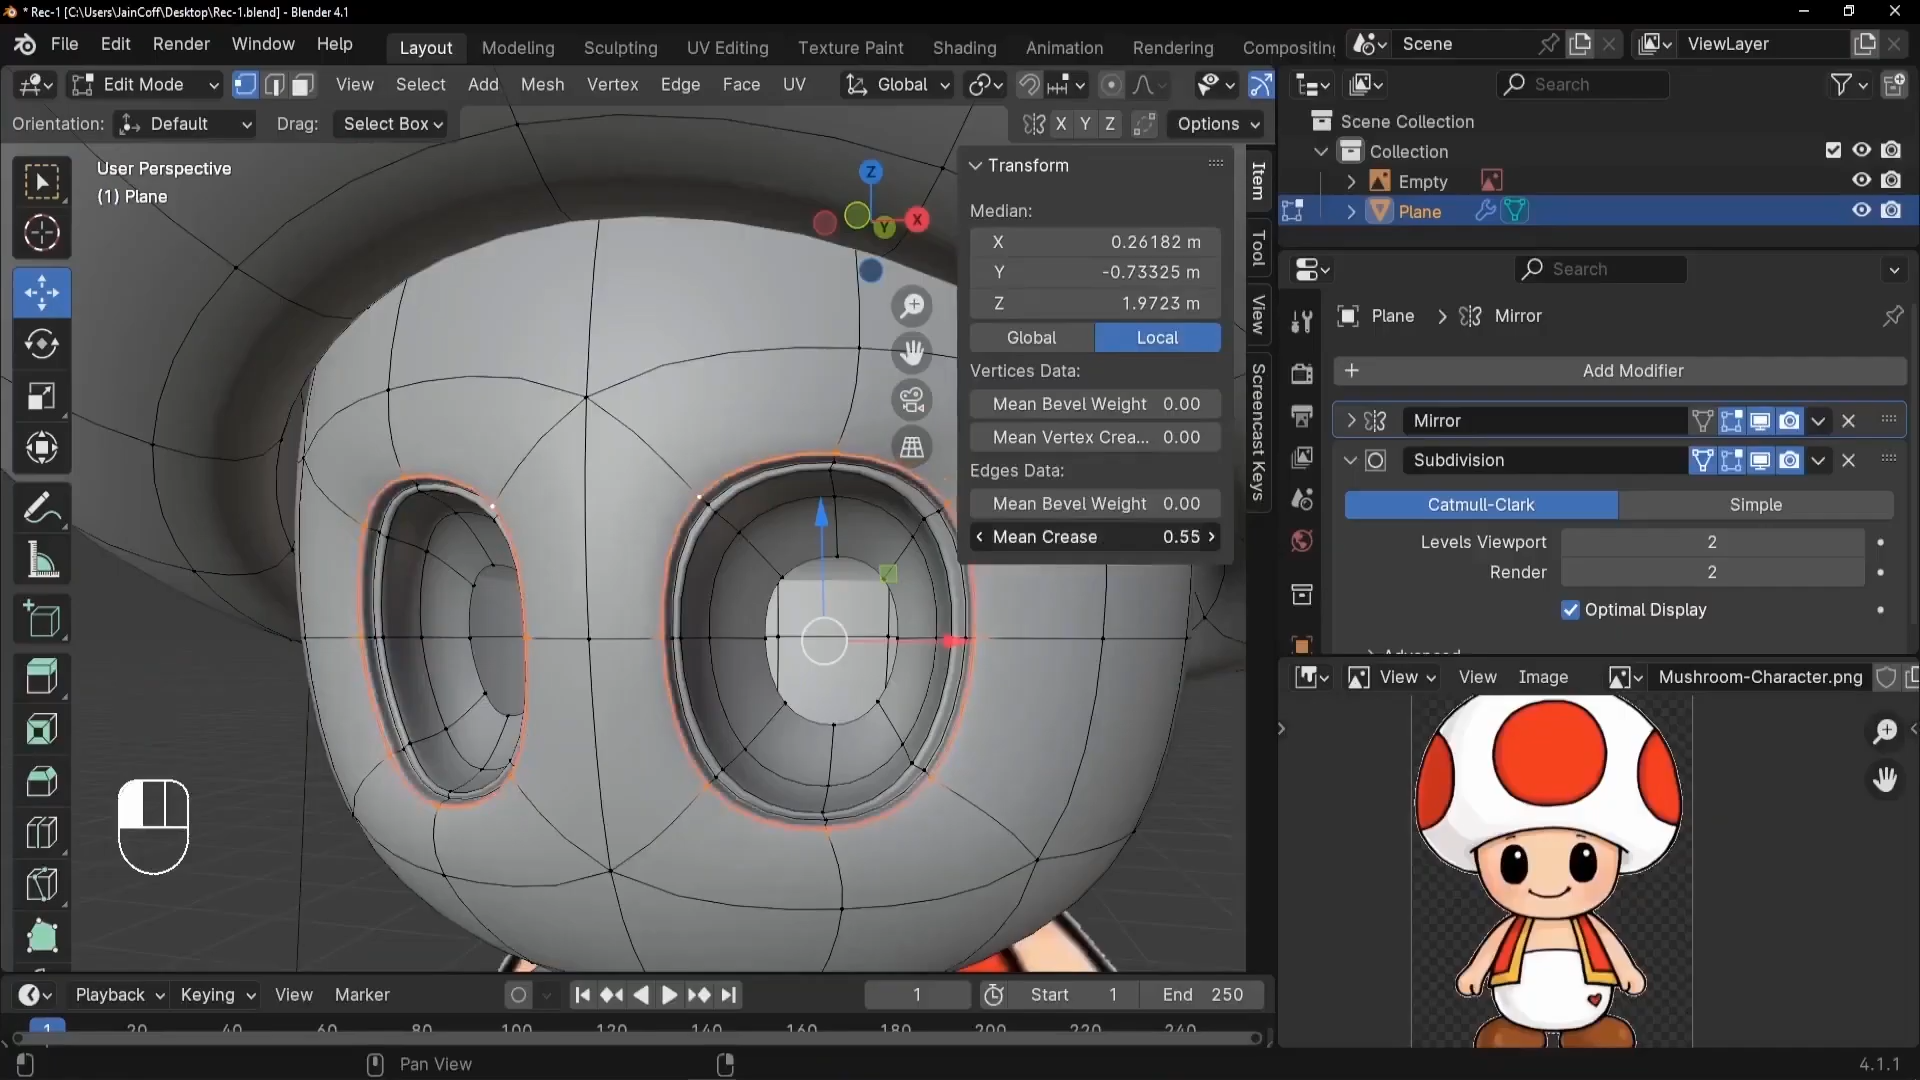 * Rec-1 [C:\Users\JainCoff\Desktop\Rec-1.blend] - Blender 4.1
File Edit Render Window Help
Layout Modeling Sculpting UV Editing Texture Paint Shading Animation Rendering Compositing
Scene
ViewLayer
Edit Mode
View Select Add Mesh Vertex Edge Face UV
Global
Search
Orientation: Default Drag: Select Box
X Y Z
Options
User Perspective
(1) Plane
Z
X
Y
Transform
Median:
X 0.26182 m
Y -0.73325 m
Z 1.9723 m
Global Local
Vertices Data:
Mean Bevel Weight 0.00
Mean Vertex Crea... 0.00
Edges Data:
Mean Bevel Weight 0.00
Mean Crease 0.55
Item
Tool
View
Screencast Keys
Scene Collection
Collection
Empty
Plane
Search
Plane > Mirror
+ Add Modifier
Mirror
Subdivision
Catmull-Clark Simple
Levels Viewport 2
Render 2
Optimal Display
View View Image Mushroom-Character.png
Playback Keying View Marker
1
Start 1
End 250
1 20 40 60 80 100 120 140 160 180 200 220 240
Pan View
4.1.1